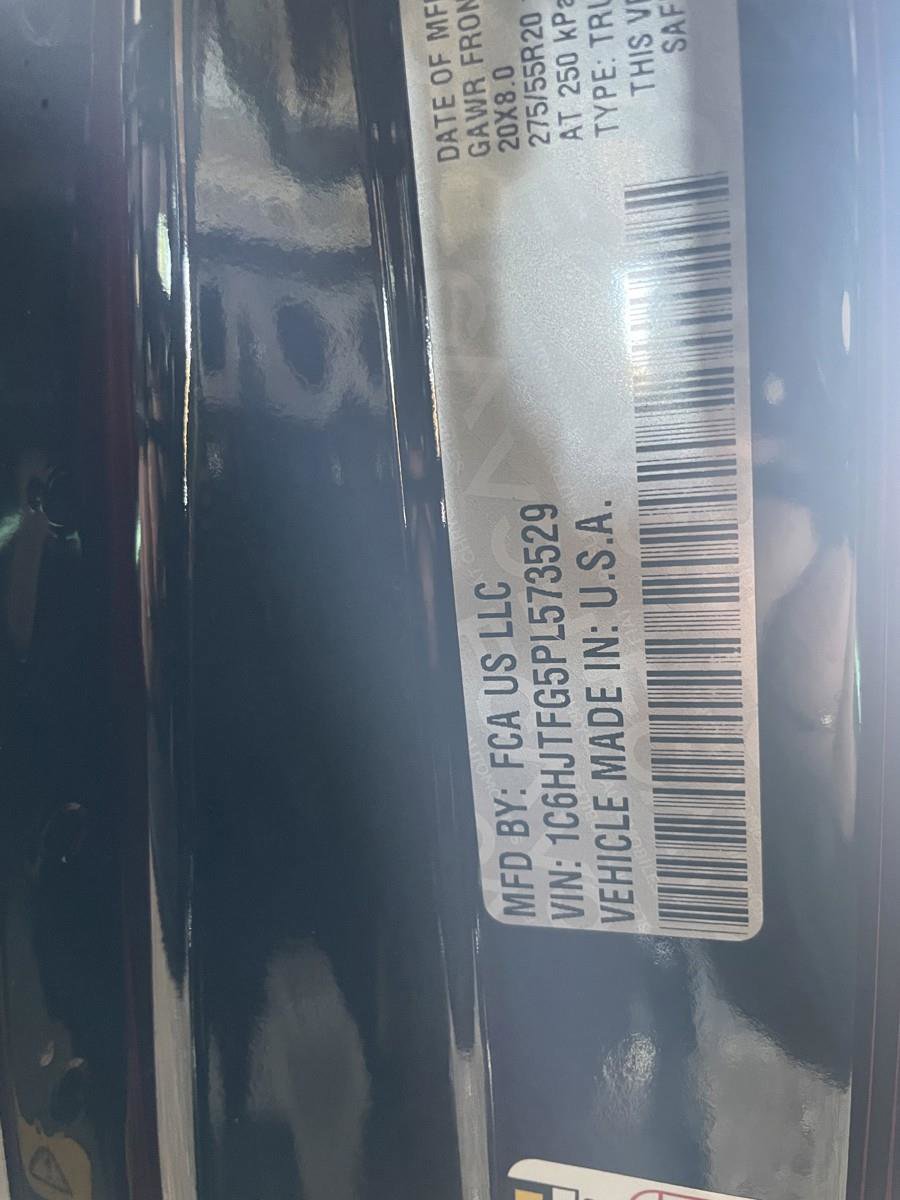 MFD BY: FCA US LLC
VIN: 1C6HJTFG5PL573529
VEHICLE MADE IN: U.S.A.
DATE OF MF
GAWR FRON
20X8.0
275/55R20
AT 250 kPa
TYPE: TRU
THIS VE
SAF